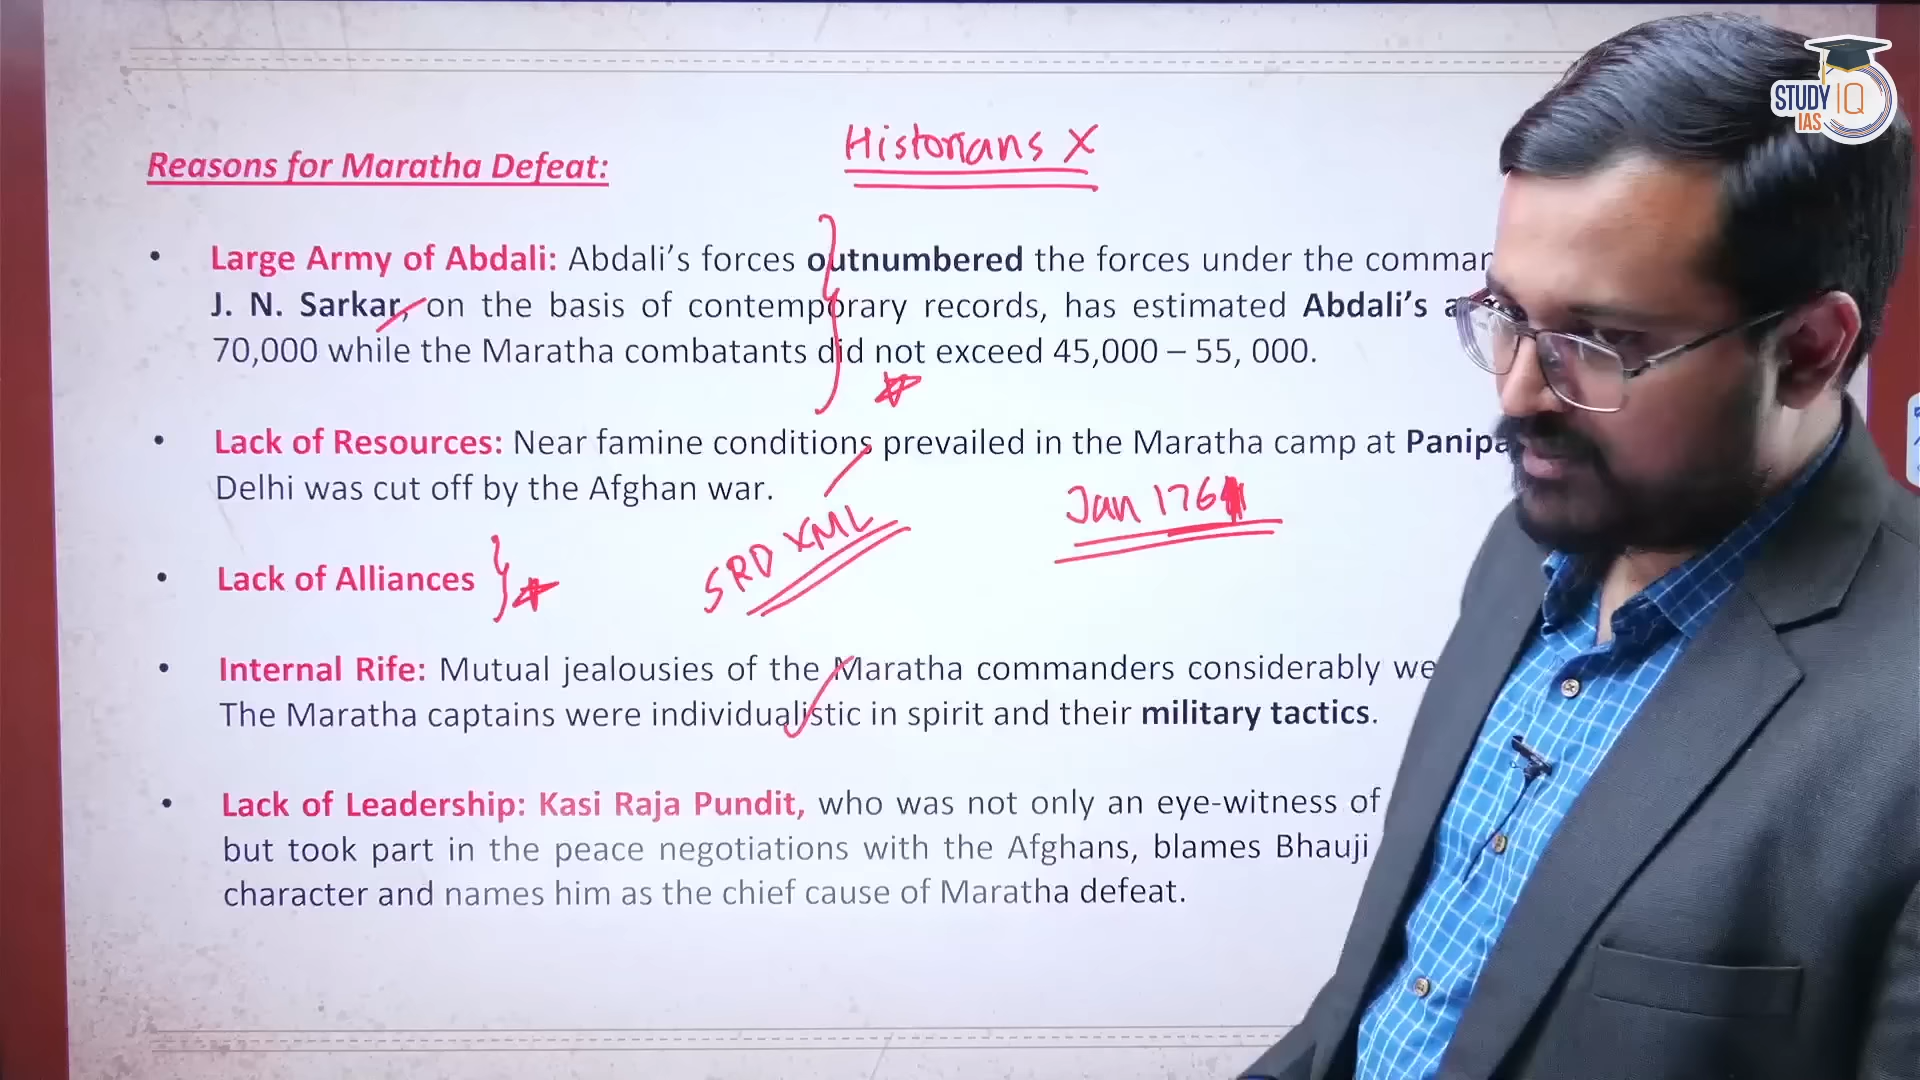 STUDY IQ
IAS
Historians X
Reasons for Maratha Defeat:
• Large Army of Abdali: Abdali's forces outnumbered the forces under the
J. N. Sarkar, on the basis of contemporary records, has estimated Abdali's
70,000 while the Maratha combatants did not exceed 45,000 – 55, 000.
• Lack of Resources: Near famine conditions prevailed in the Maratha camp at
Delhi was cut off by the Afghan war.
Jan 1761
SRD XML
• Lack of Alliances
• Internal Rife: Mutual jealousies of the Maratha commanders considerably
The Maratha captains were individualistic in spirit and their military tactics.
• Lack of Leadership: Kasi Raja Pundit, who was not only an eye-witness of
but took part in the peace negotiations with the Afghans, blames Bhauji
character and names him as the chief cause of Maratha defeat.